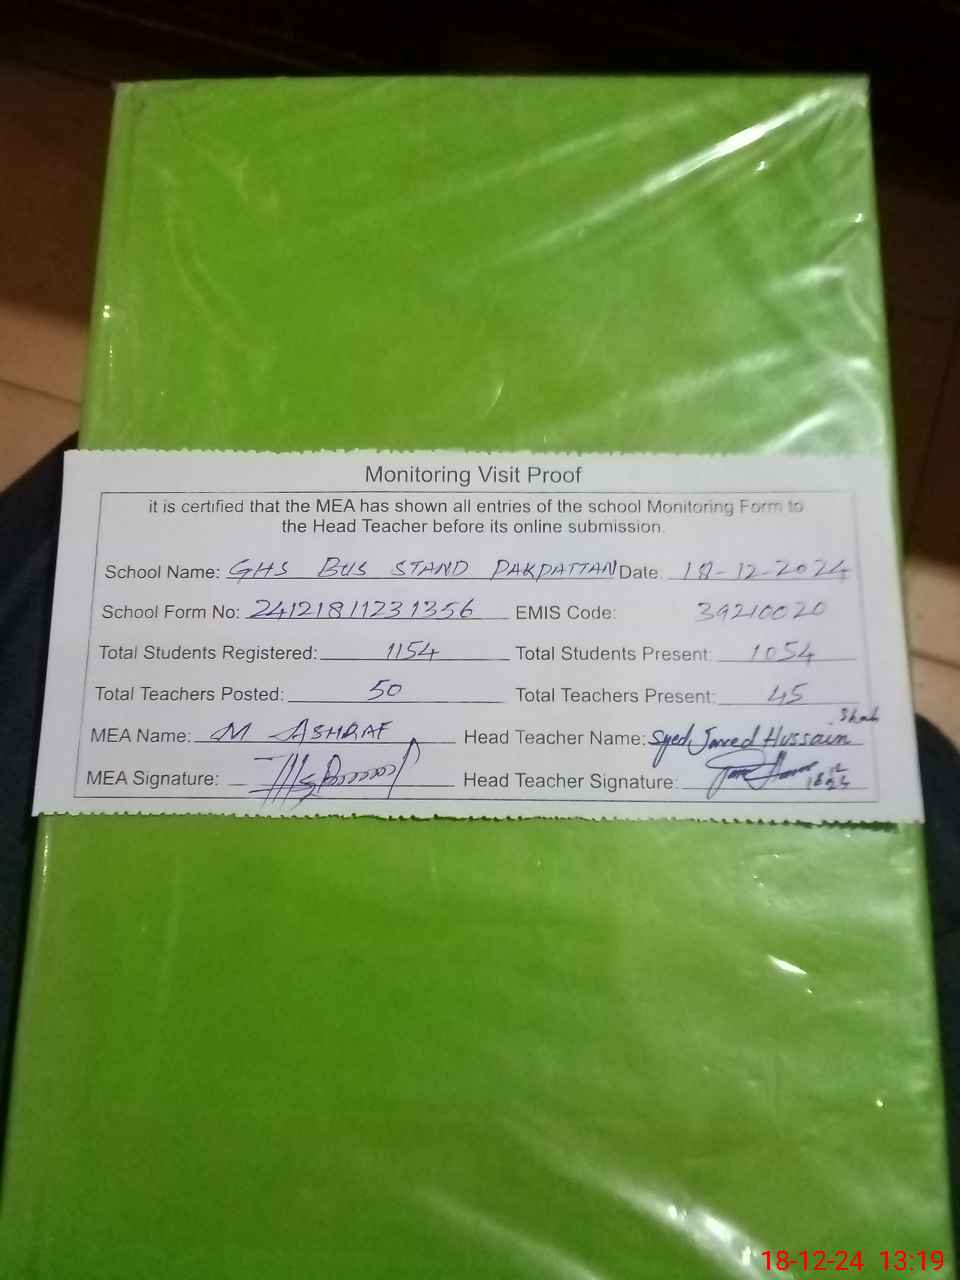 Monitoring Visit Proof
it is certified that the MEA has shown all entries of the school Monitoring Form to
the Head Teacher before its online submission.
School Name: GHS BUS STAND PAKPATTAN Date: 18-12-2024
School Form No: 24121811231356 EMIS Code: 39210020
Total Students Registered: 1154 Total Students Present: 1054
Total Teachers Posted: 50 Total Teachers Present: 45
MEA Name: M ASHRAF Head Teacher Name: Syed Javed Hussain Shah
MEA Signature: Head Teacher Signature:
18-12-24 13:19